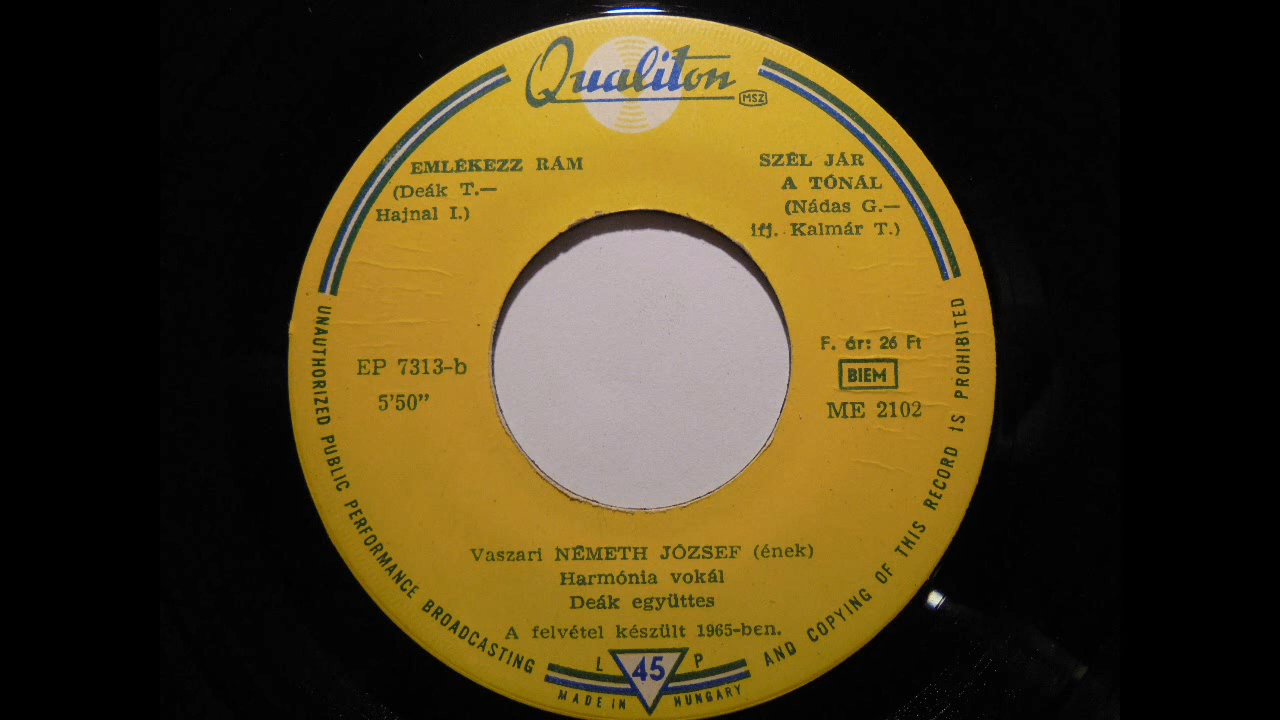 Qualiton
MSZ
EMLÉKEZZ RÁM
(Deák T.—
Hajnal I.)
SZÉL JÁR
A TÓNÁL
(Nádas G.—
ifj. Kalmár T.)
EP 7313-b
5'50"
F. ár: 26 Ft
BIEM
ME 2102
Vaszari NÉMETH JÓZSEF (ének)
Harmónia vokál
Deák együttes
A felvétel készült 1965-ben.
UNAUTHORIZED PUBLIC PERFORMANCE BROADCASTING AND COPYING OF THIS RECORD IS PROHIBITED
L 45 P
MADE IN HUNGARY